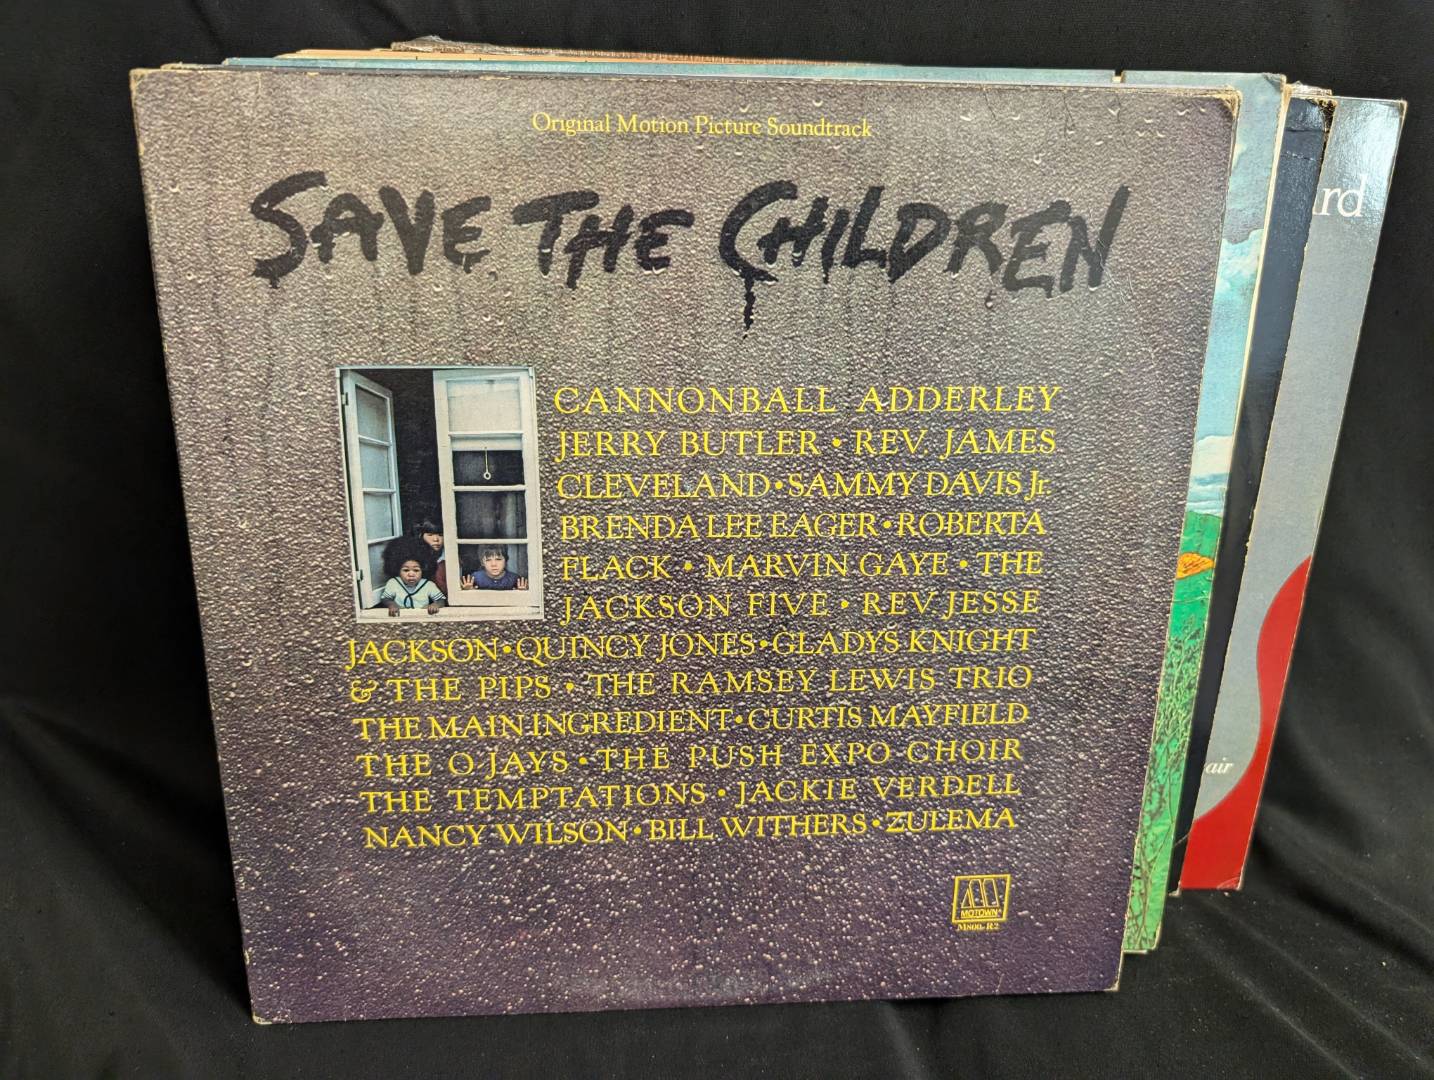 Original Motion Picture Soundtrack
SAVE THE CHILDREN
CANNONBALL ADDERLEY
JERRY BUTLER • REV. JAMES
CLEVELAND • SAMMY DAVIS Jr.
BRENDA LEE EAGER • ROBERTA
FLACK • MARVIN GAYE • THE
JACKSON FIVE • REV. JESSE
JACKSON • QUINCY JONES • GLADYS KNIGHT
& THE PIPS • THE RAMSEY LEWIS TRIO
THE MAIN INGREDIENT • CURTIS MAYFIELD
THE O'JAYS • THE PUSH EXPO CHOIR
THE TEMPTATIONS • JACKIE VERDELL
NANCY WILSON • BILL WITHERS • ZULEMA
MOTOWN
M800-R2
rd
air